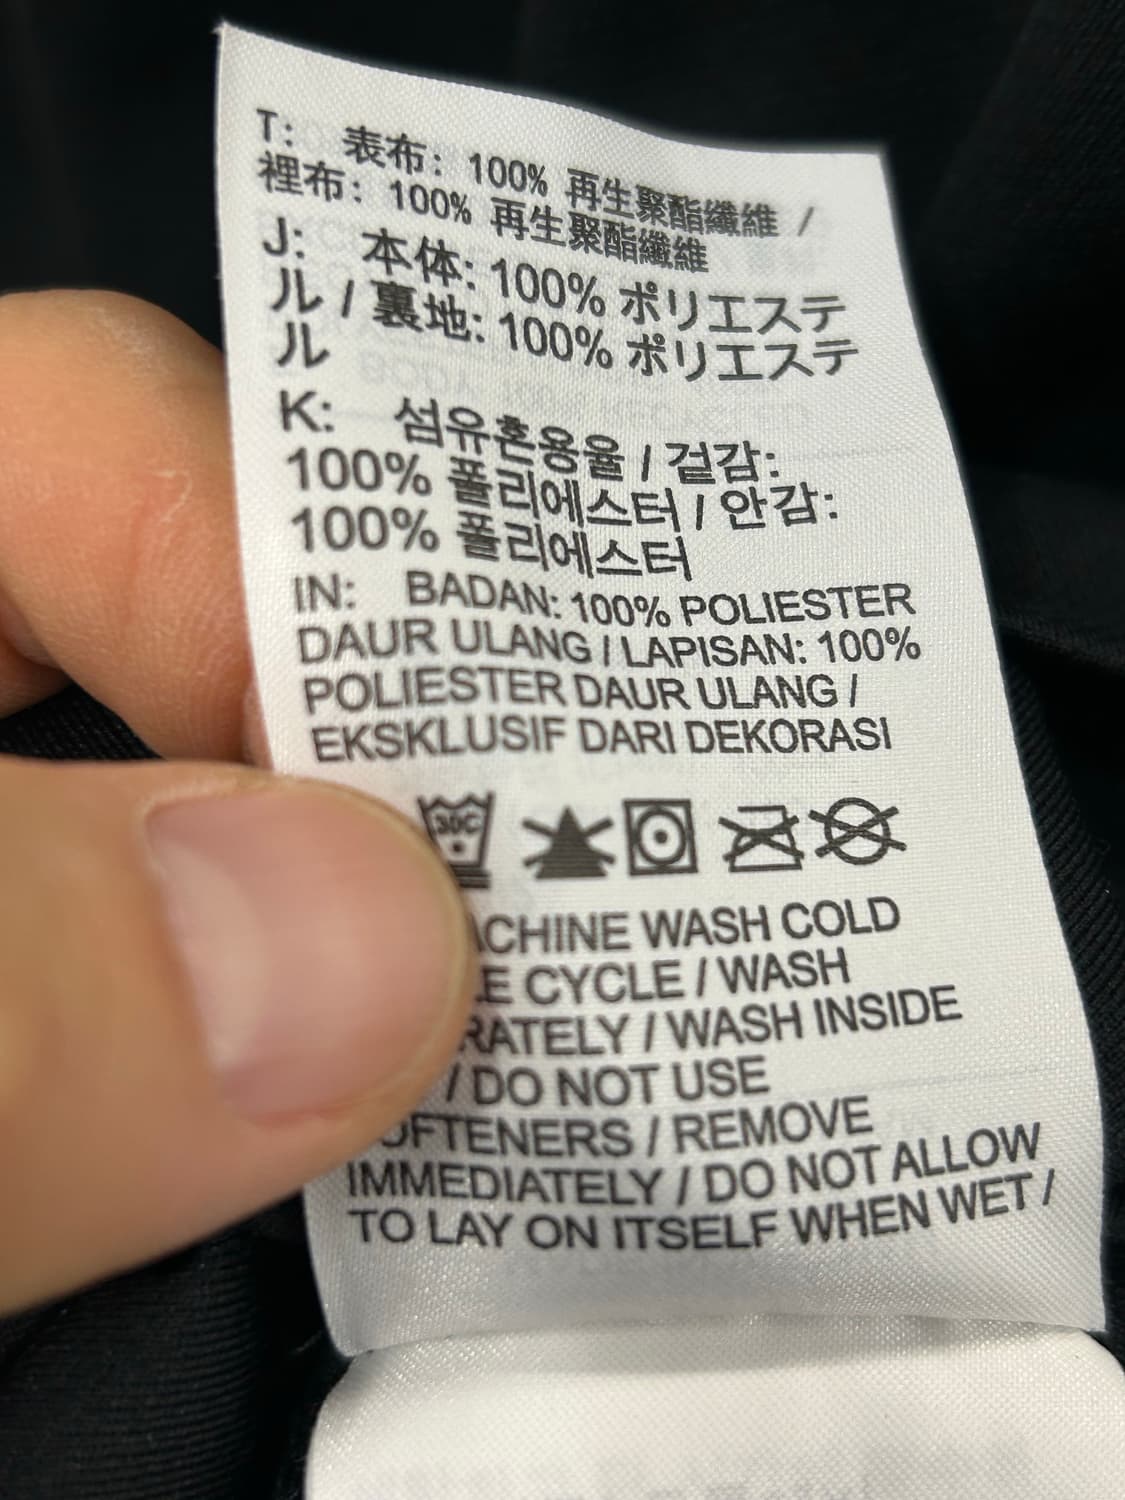 T: 表布: 100% 再生聚酯纖維 /
裡布: 100% 再生聚酯纖維
J: 本体: 100% ポリエステ
ル / 裏地: 100% ポリエステ
ル
K: 섬유혼용율 / 겉감:
100% 폴리에스터 / 안감:
100% 폴리에스터
IN: BADAN: 100% POLIESTER
DAUR ULANG / LAPISAN: 100%
POLIESTER DAUR ULANG /
EKSKLUSIF DARI DEKORASI
30C
ACHINE WASH COLD
LE CYCLE / WASH
RATELY / WASH INSIDE
/ DO NOT USE
OFTENERS / REMOVE
IMMEDIATELY / DO NOT ALLOW
TO LAY ON ITSELF WHEN WET /